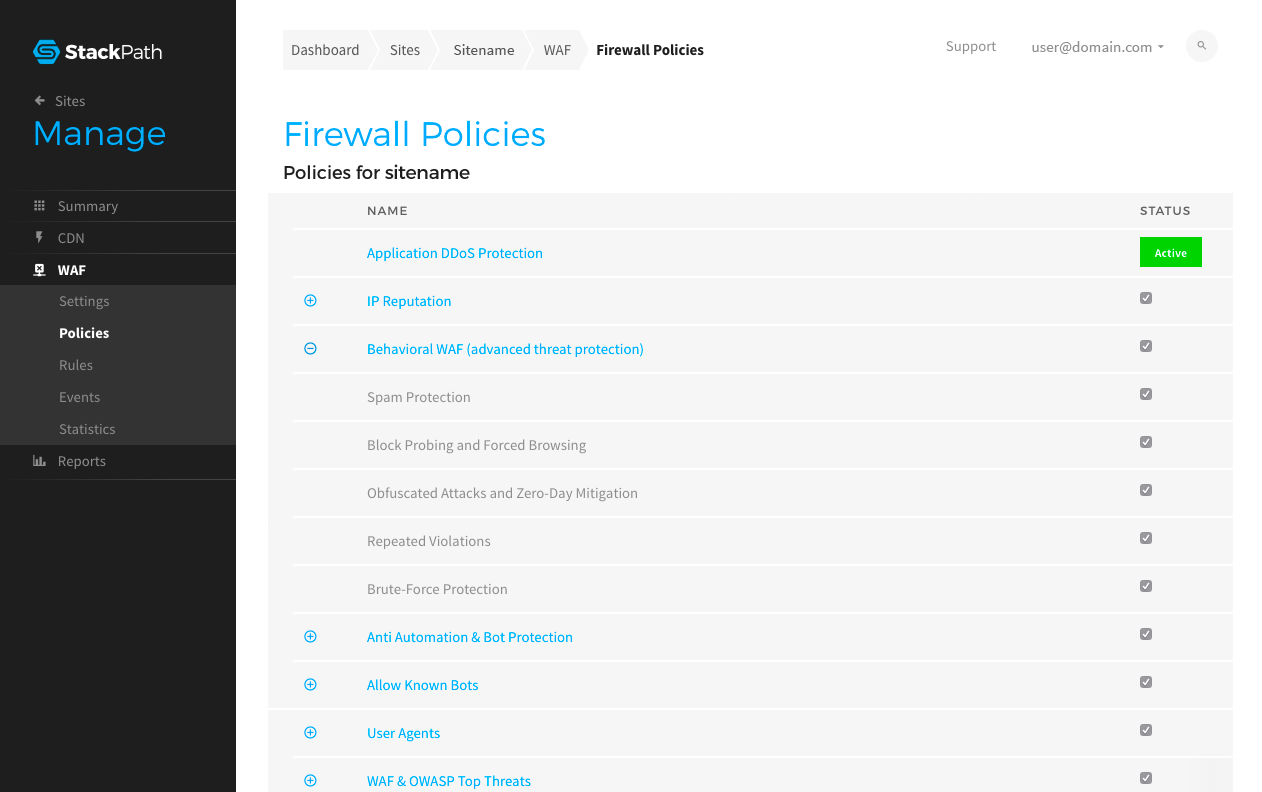 StackPath
Sites
Manage
Summary
CDN
WAF
Settings
Policies
Rules
Events
Statistics
Reports
Dashboard Sites Sitename WAF Firewall Policies
Support user@domain.com
Firewall Policies
Policies for sitename
NAME STATUS
Application DDoS Protection Active
IP Reputation
Behavioral WAF (advanced threat protection)
Spam Protection
Block Probing and Forced Browsing
Obfuscated Attacks and Zero-Day Mitigation
Repeated Violations
Brute-Force Protection
Anti Automation & Bot Protection
Allow Known Bots
User Agents
WAF & OWASP Top Threats